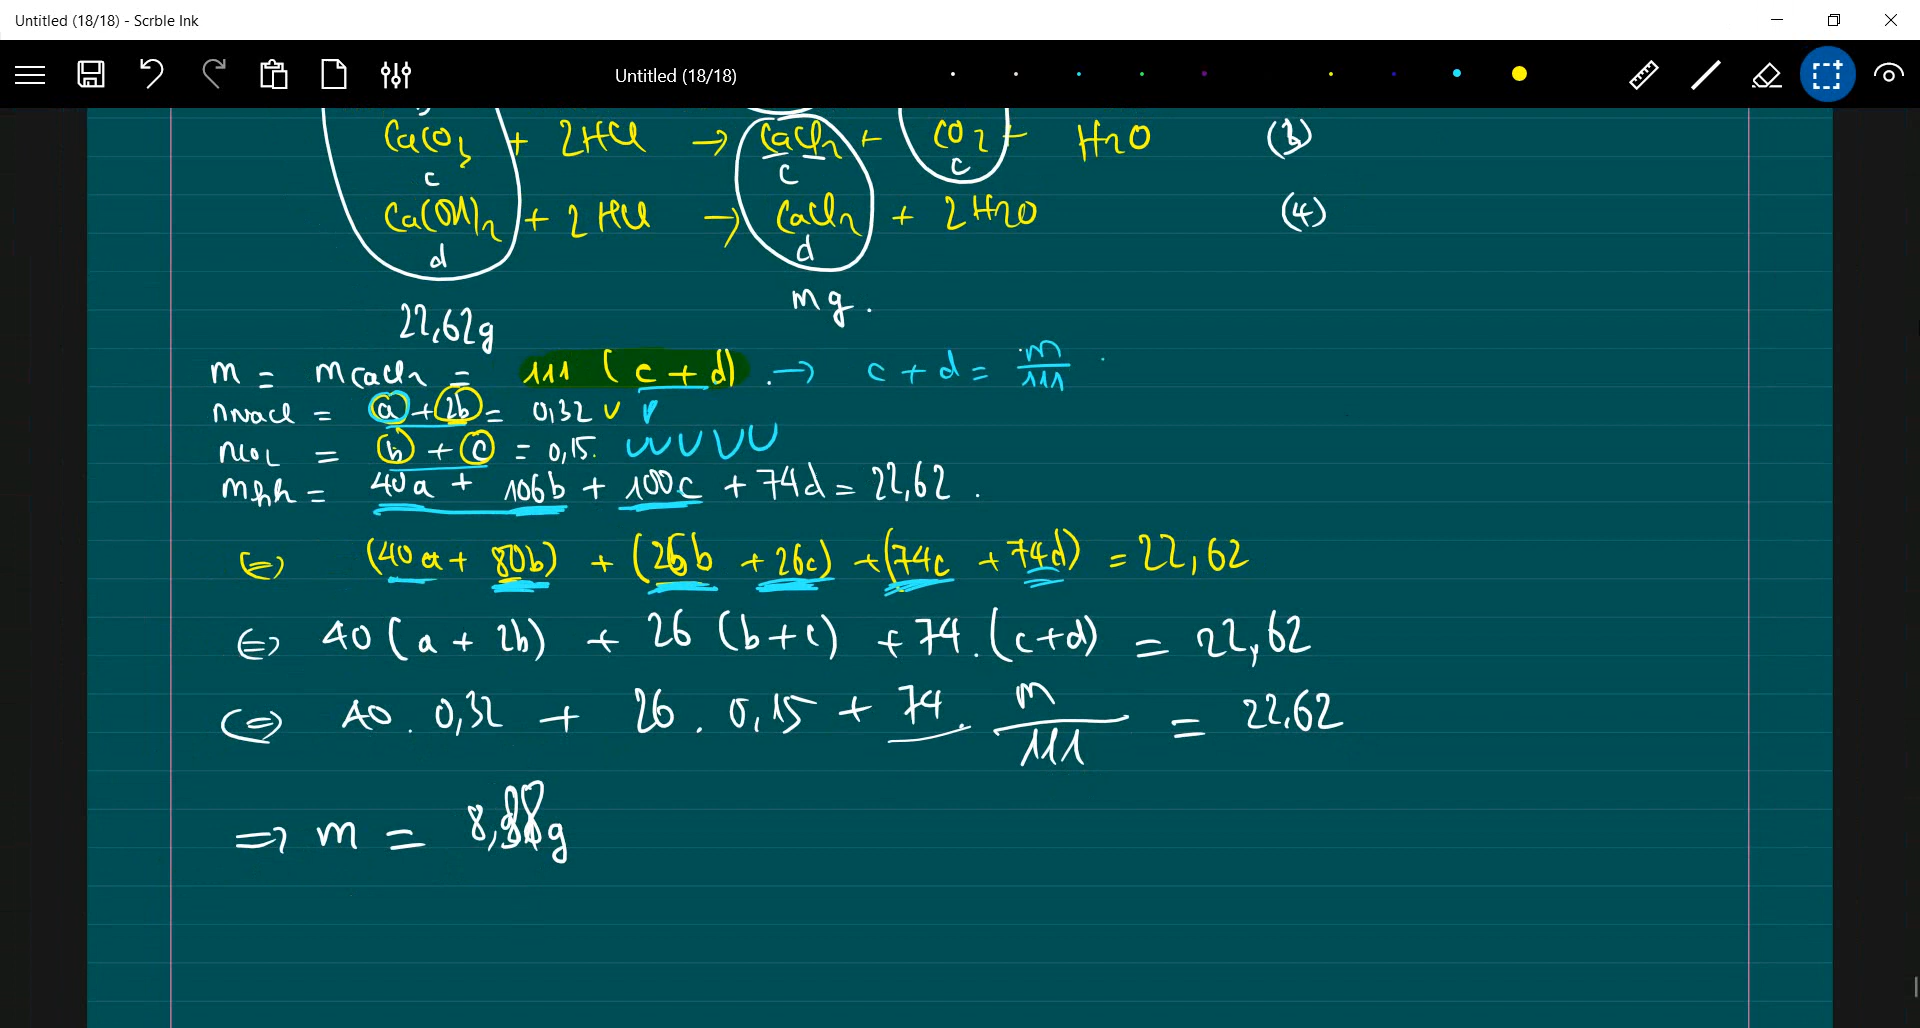 Untitled (18/18) - Scrble Ink
Untitled (18/18)
CaCO3 + 2HCl → CaCl2 + CO2 + H2O (3)
c c c
Ca(OH)2 + 2HCl → CaCl2 + 2H2O (4)
d d
22,62g mg.
m = mCaCl2 = 111 (c + d) . → c + d = m/111
nNaCl = a + 2b = 0,32
nCO2 = b + c = 0,15.
mhh = 40a + 106b + 100c + 74d = 22,62 .
⇔ (40a + 80b) + (26b + 26c) + (74c + 74d) = 22,62
⇔ 40(a + 2b) + 26 (b+c) + 74.(c+d) = 22,62
⇔ 40 . 0,32 + 26 . 0,15 + 74. m/111 = 22,62
⇒ m = 8,88g